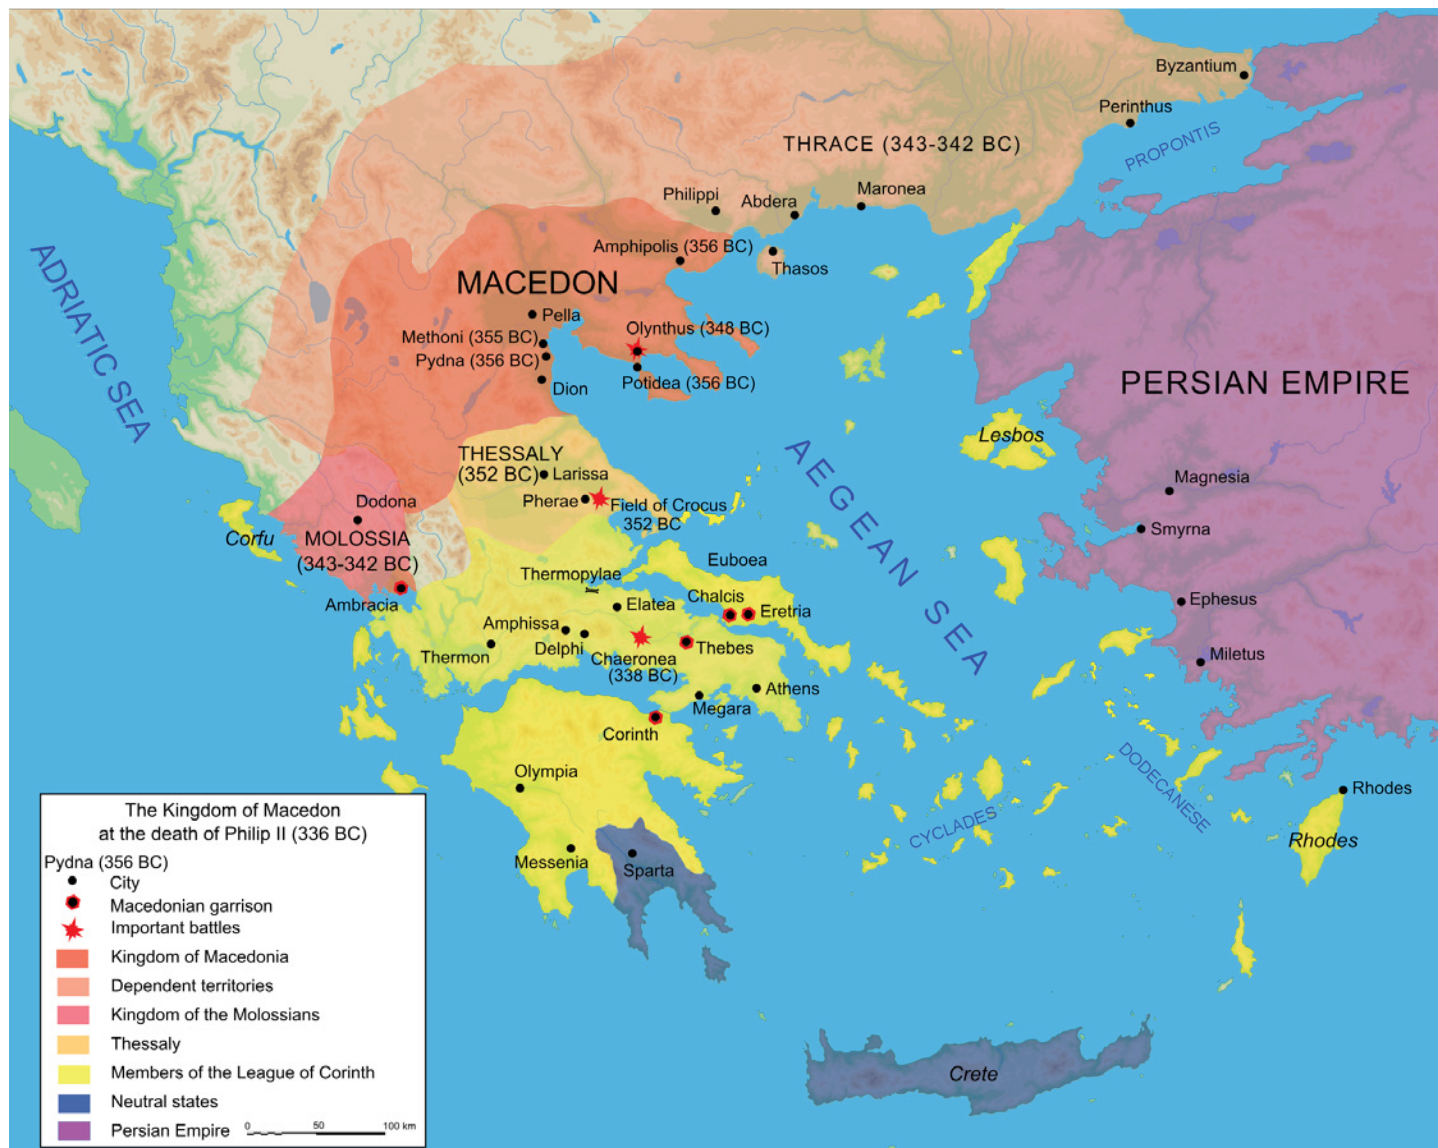 Byzantium
Perinthus
PROPONTIS
THRACE (343-342 BC)
Philippi
Abdera
Maronea
Amphipolis (356 BC)
Thasos
ADRIATIC SEA
MACEDON
Pella
Methoni (355 BC)
Olynthus (348 BC)
Pydna (356 BC)
Dion
Potidea (356 BC)
PERSIAN EMPIRE
Lesbos
AEGEAN SEA
THESSALY
(352 BC)
Larissa
Magnesia
Dodona
Pherae
Field of Crocus
352 BC
Smyrna
Corfu
MOLOSSIA
(343-342 BC)
Euboea
Thermopylae
Ambracia
Elatea
Chalcis
Eretria
Ephesus
Amphissa
Delphi
Thermon
Chaeronea
(338 BC)
Thebes
Miletus
Athens
Megara
Corinth
Olympia
DODECANESE
Rhodes
CYCLADES
Rhodes
Messenia
Sparta
Crete
The Kingdom of Macedon
at the death of Philip II (336 BC)
Pydna (356 BC)
City
Macedonian garrison
Important battles
Kingdom of Macedonia
Dependent territories
Kingdom of the Molossians
Thessaly
Members of the League of Corinth
Neutral states
Persian Empire
0 50 100 km